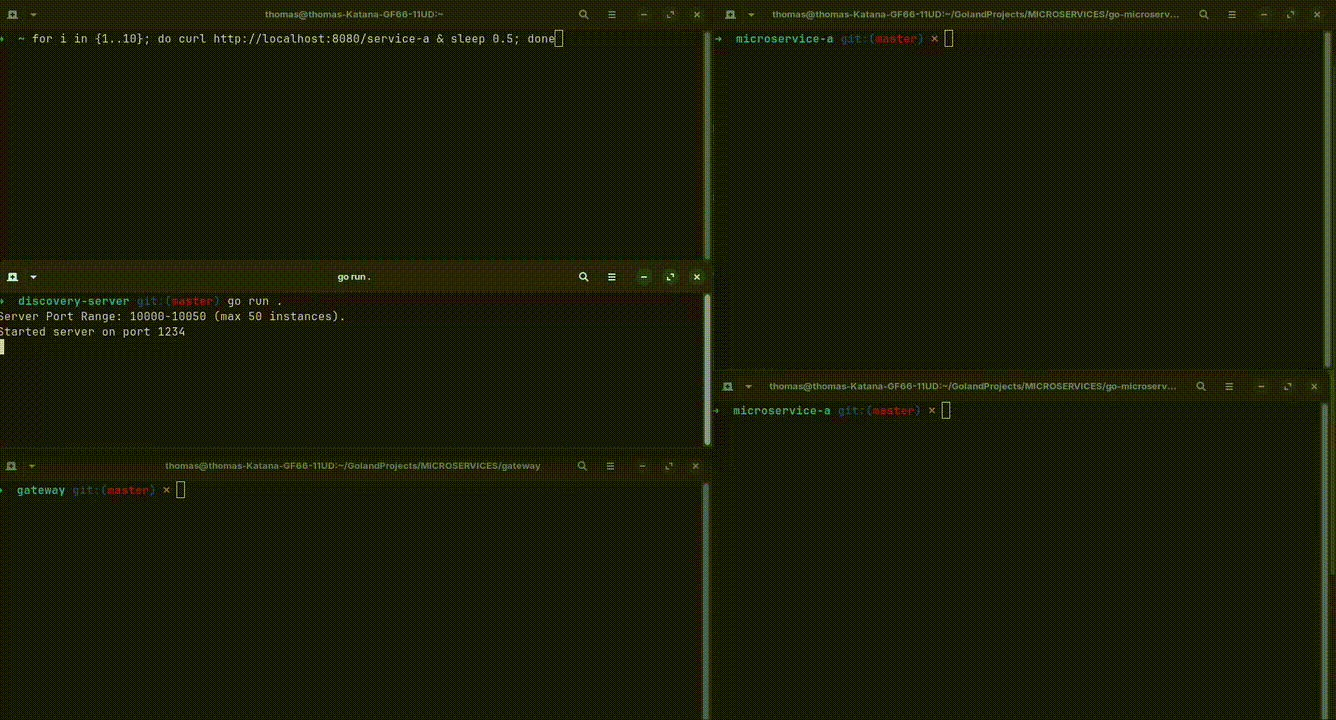 thomas@thomas-Katana-GF66-11UD:~
➜ ~ for i in {1..10}; do curl http://localhost:8080/service-a & sleep 0.5; done
go run .
➜ discovery-server git:(master) go run .
Server Port Range: 10000-10050 (max 50 instances).
Started server on port 1234
thomas@thomas-Katana-GF66-11UD:~/GolandProjects/MICROSERVICES/gateway
➜ gateway git:(master) ✗
thomas@thomas-Katana-GF66-11UD:~/GolandProjects/MICROSERVICES/go-microserv...
➜ microservice-a git:(master) ✗
thomas@thomas-Katana-GF66-11UD:~/GolandProjects/MICROSERVICES/go-microserv...
➜ microservice-a git:(master) ✗